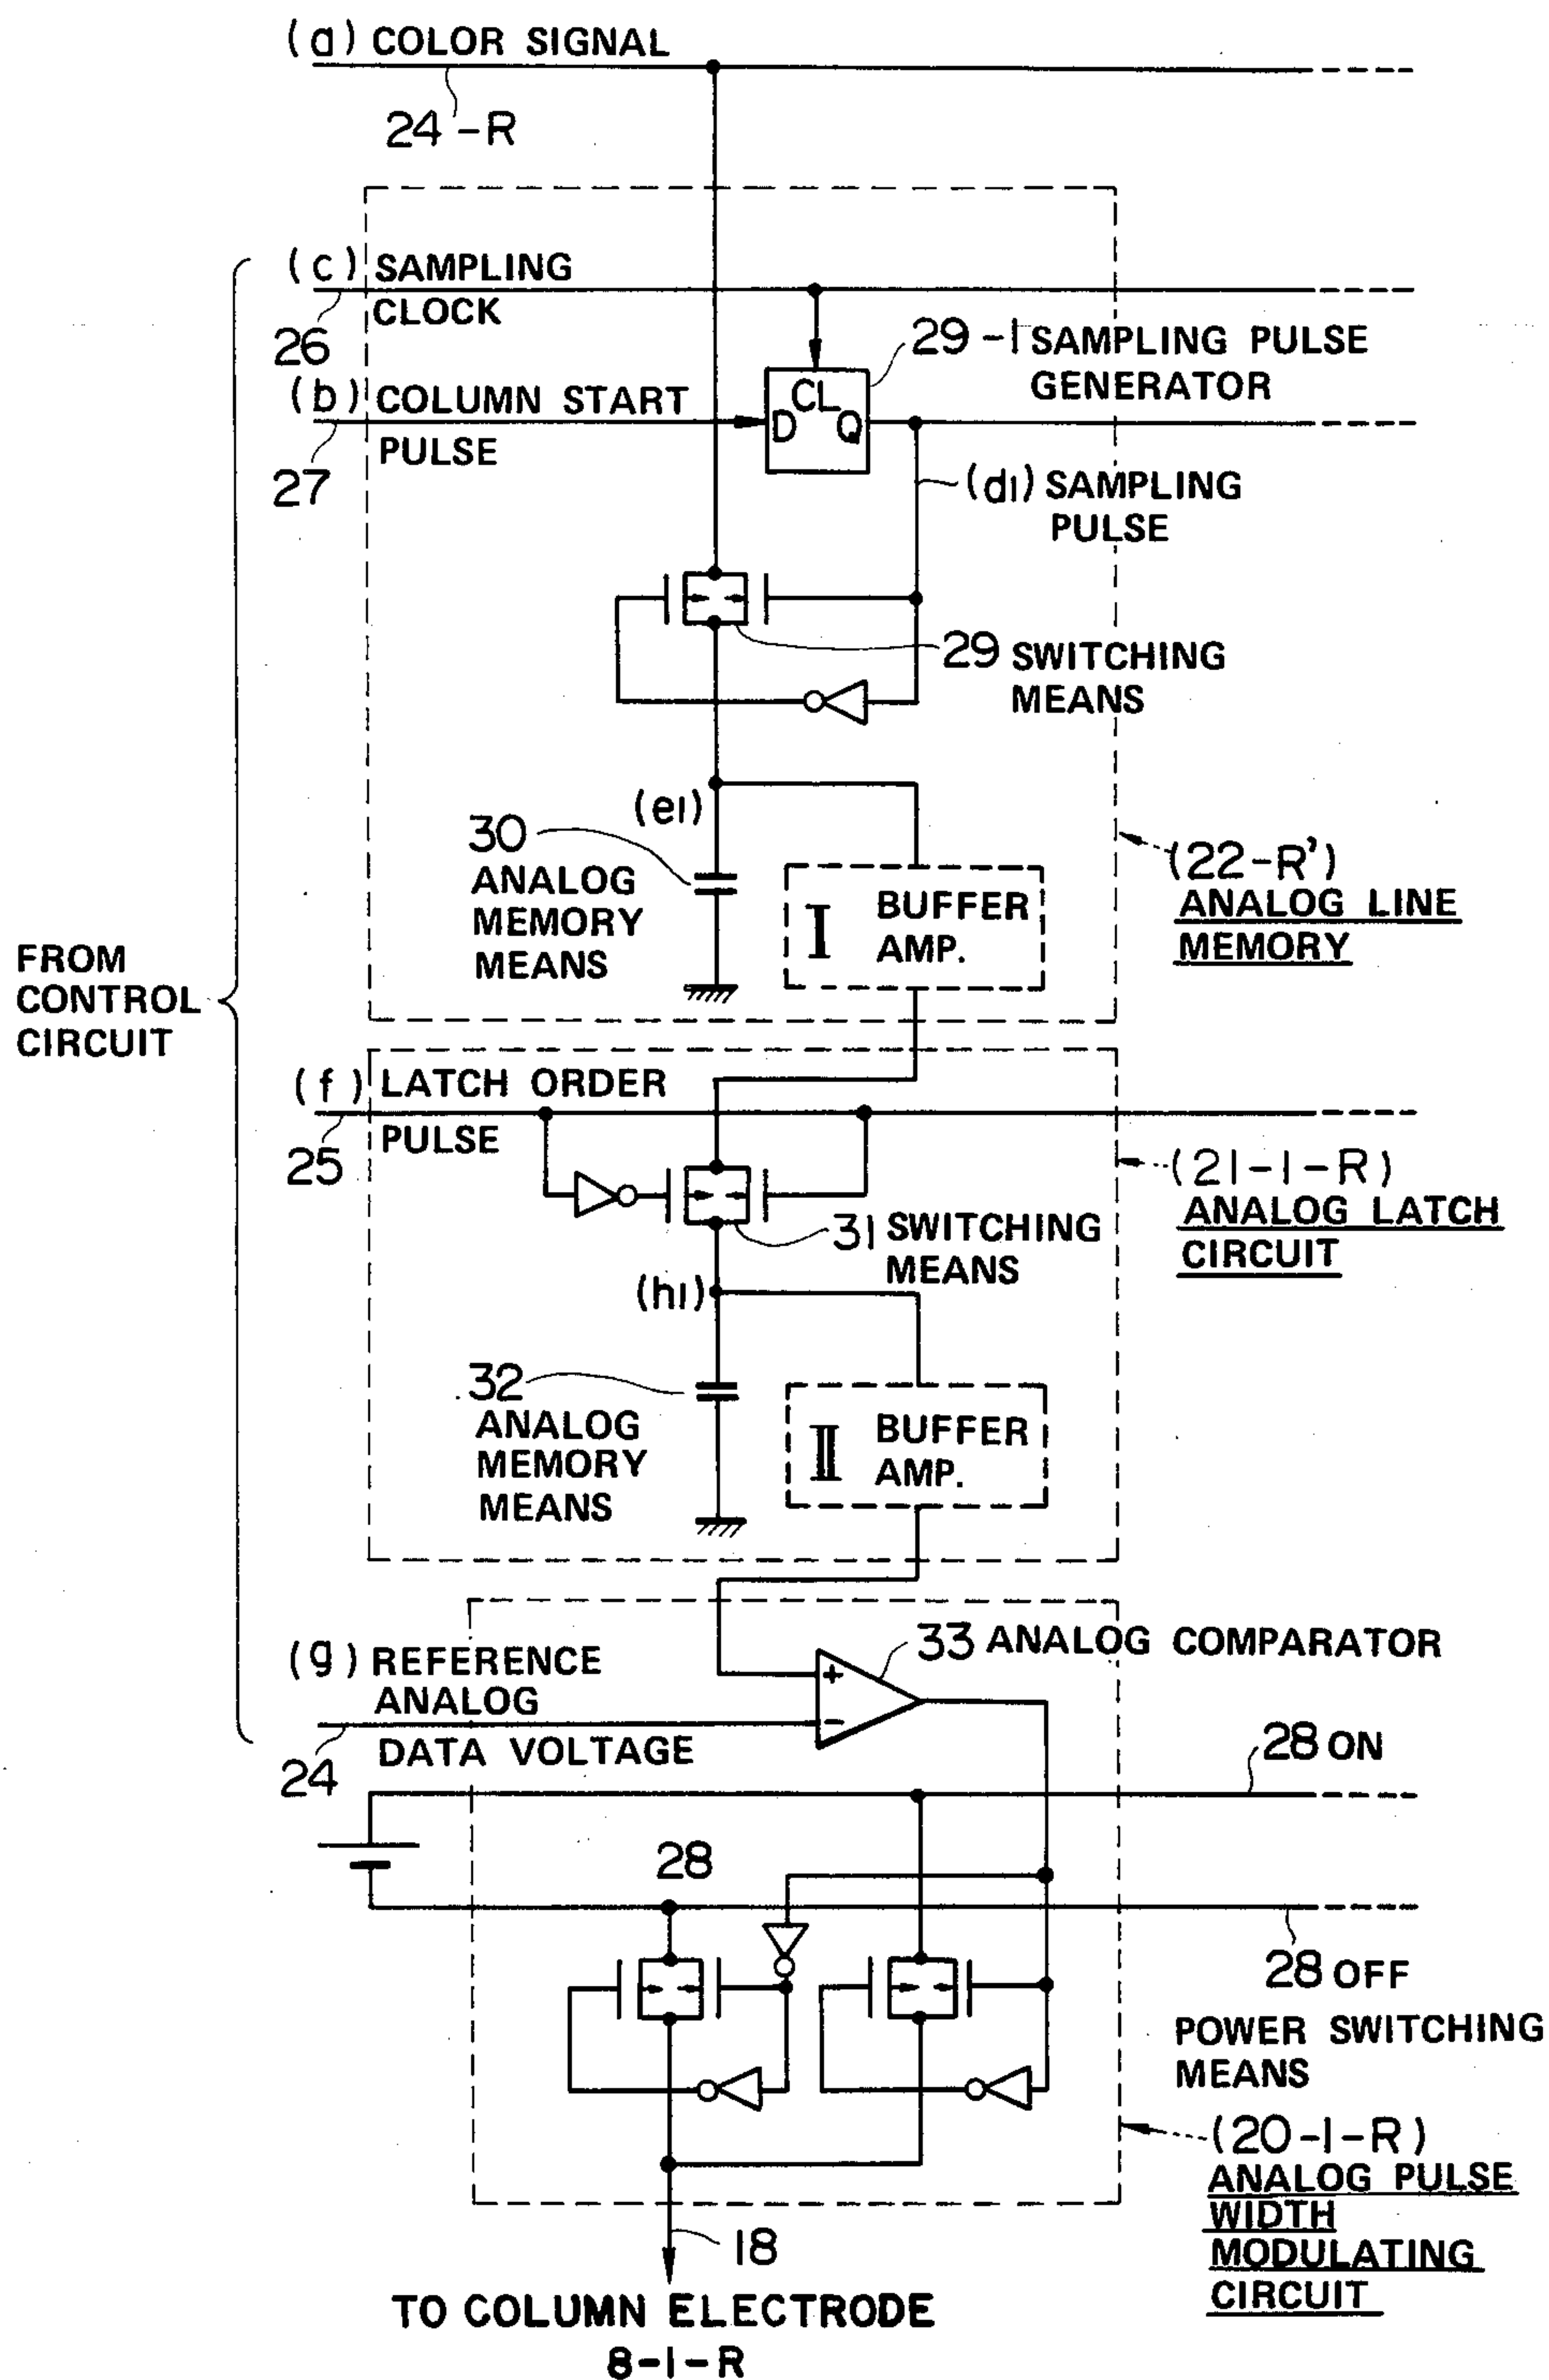 (a) COLOR SIGNAL
24-R
(c) SAMPLING
CLOCK
26
29-1 SAMPLING PULSE
GENERATOR
(b) COLUMN START
PULSE
27
CL
D Q
(d1) SAMPLING
PULSE
29 SWITCHING
MEANS
(e1)
30
ANALOG
MEMORY
MEANS
I BUFFER
AMP.
(22-R')
ANALOG LINE
MEMORY
FROM
CONTROL
CIRCUIT
(f) LATCH ORDER
PULSE
25
(21-1-R)
ANALOG LATCH
CIRCUIT
31 SWITCHING
MEANS
(h1)
32
ANALOG
MEMORY
MEANS
II BUFFER
AMP.
33 ANALOG COMPARATOR
(g) REFERENCE
ANALOG
DATA VOLTAGE
24
+
-
28 ON
28
28 OFF
POWER SWITCHING
MEANS
(20-1-R)
ANALOG PULSE
WIDTH
MODULATING
CIRCUIT
18
TO COLUMN ELECTRODE
8-1-R